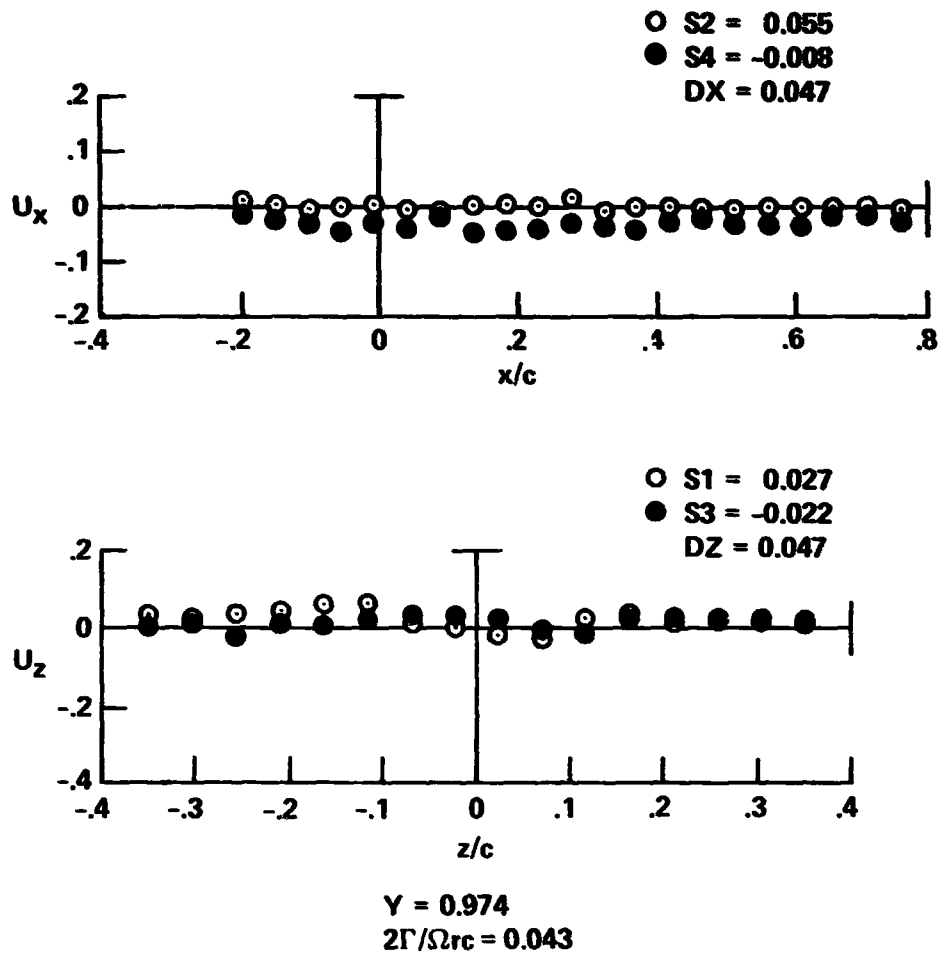 S2 = 0.055
S4 = -0.008
DX = 0.047
.2
.1
Ux 0
-.1
-.2
-.4 -.2 0 .2 .4 .6 .8
x/c
S1 = 0.027
S3 = -0.022
DZ = 0.047
.2
0
Uz
-.2
-.4
-.4 -.3 -.2 -.1 0 .1 .2 .3 .4
z/c
Y = 0.974
2Γ/Ωrc = 0.043